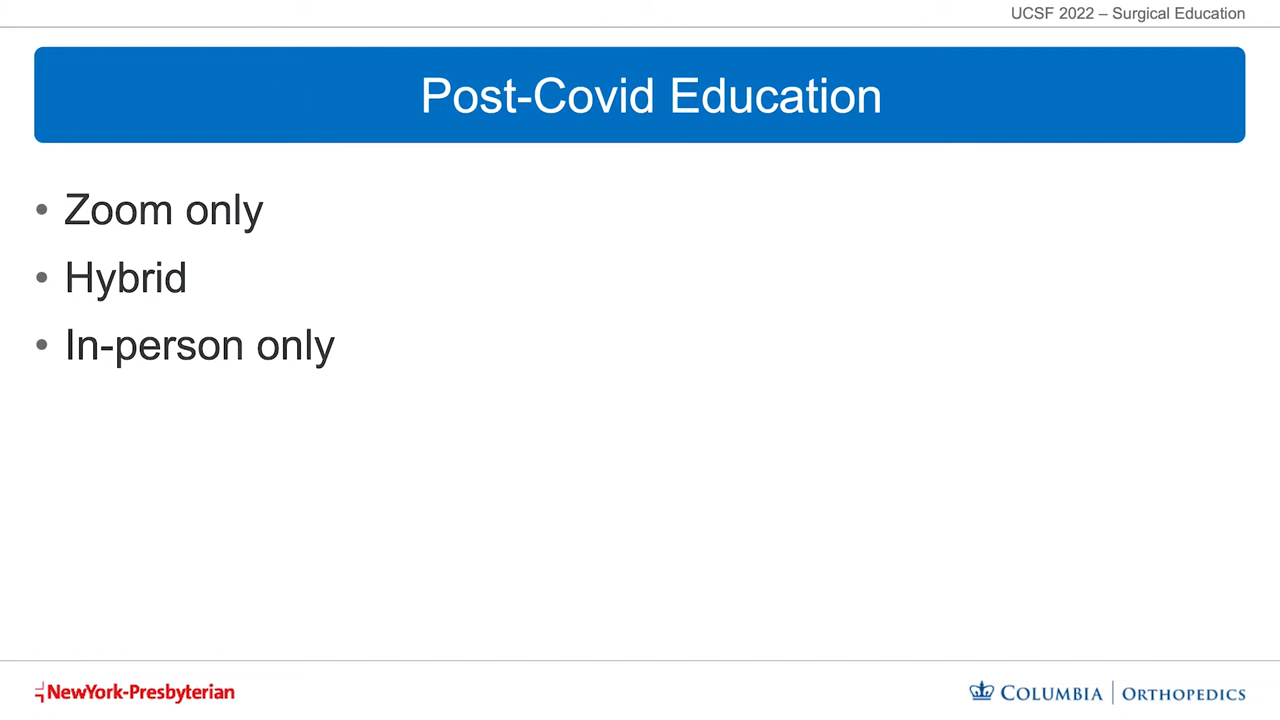 UCSF 2022 – Surgical Education
Post-Covid Education
• Zoom only
• Hybrid
• In-person only
NewYork-Presbyterian
COLUMBIA | ORTHOPEDICS